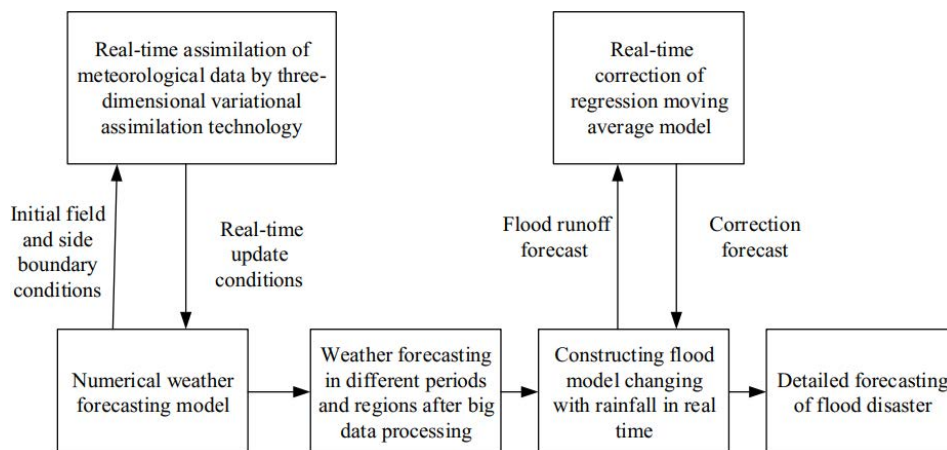 Real-time assimilation of
meteorological data by three-
dimensional variational
assimilation technology
Real-time
correction of
regression moving
average model
Initial field
and side
boundary
conditions
Real-time
update
conditions
Flood runoff
forecast
Correction
forecast
Numerical weather
forecasting model
Weather forecasting
in different periods
and regions after big
data processing
Constructing flood
model changing
with rainfall in real
time
Detailed forecasting
of flood disaster